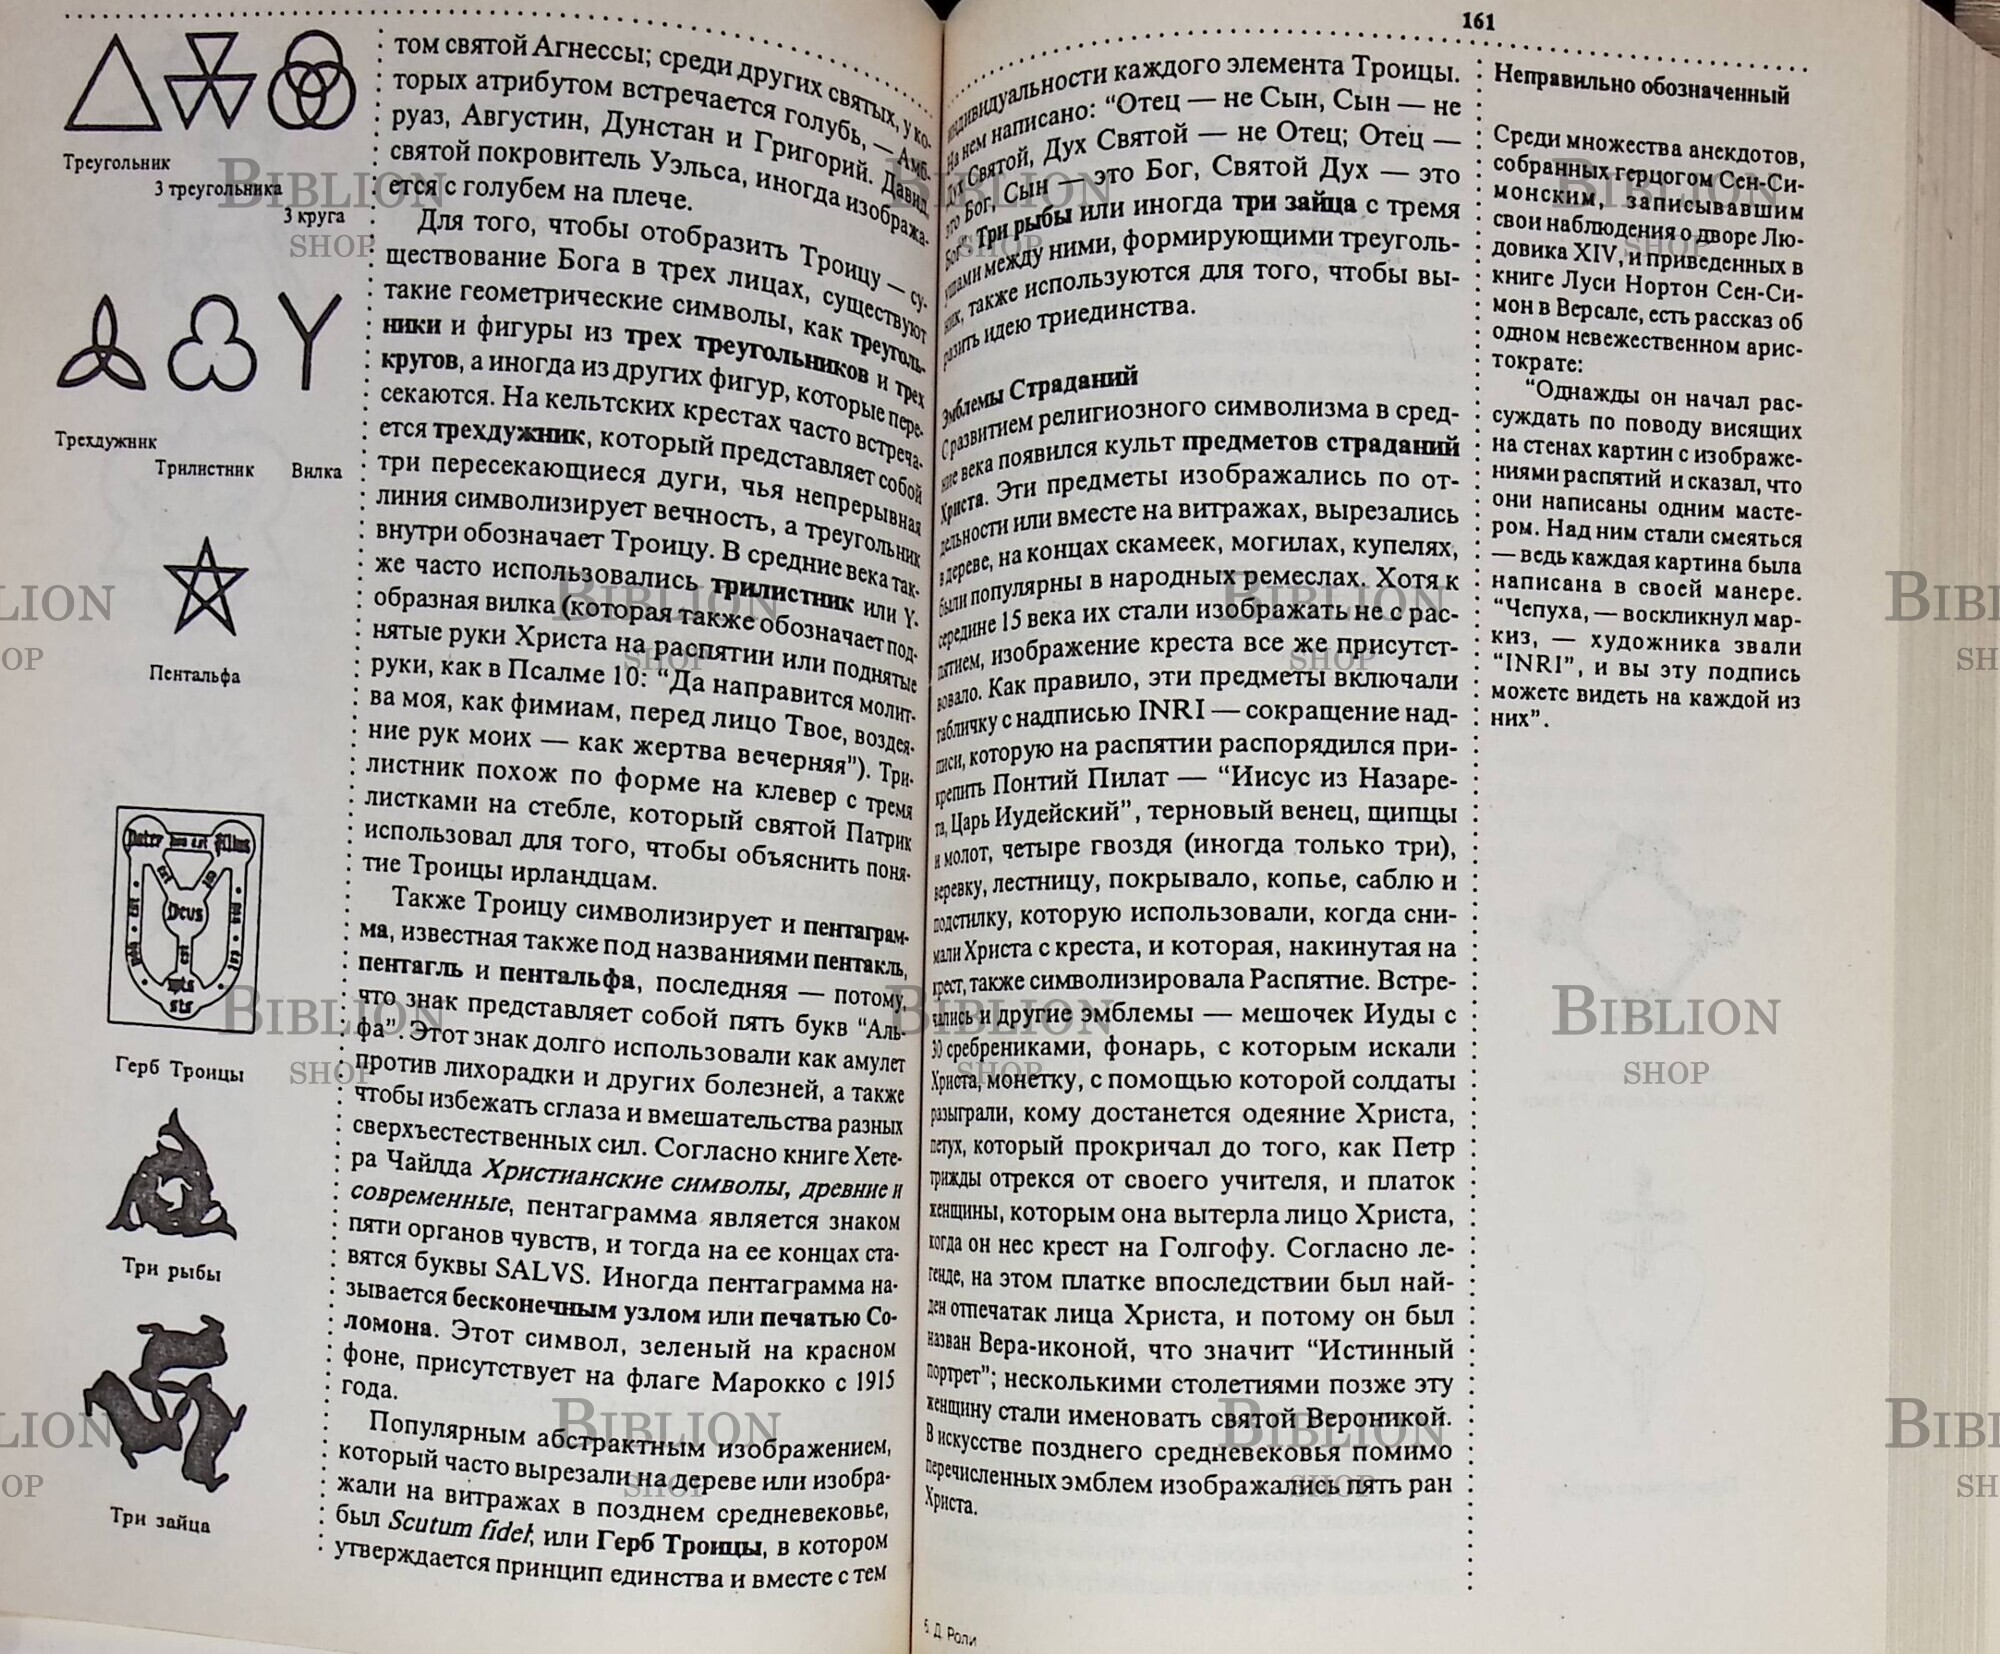 Треугольник
3 треугольника
3 круга
Трехдужник
Трилистник Вилка
Пентальфа
Pater non est Filius
est
est
Deus
est
Герб Троицы
Три рыбы
Три зайца
том святой Агнессы; среди других святых, у ко-
торых атрибутом встречается голубь, — Амб-
руаз, Августин, Дунстан и Григорий. Давид,
святой покровитель Уэльса, иногда изобража-
ется с голубем на плече.
Для того, чтобы отобразить Троицу — су-
ществование Бога в трех лицах, существуют
такие геометрические символы, как треуголь-
ники и фигуры из трех треугольников и трех
кругов, а иногда из других фигур, которые пере-
секаются. На кельтских крестах часто встреча-
ется трехдужник, который представляет собой
три пересекающиеся дуги, чья непрерывная
линия символизирует вечность, а треугольник
внутри обозначает Троицу. В средние века так-
же часто использовались трилистник или Y-
образная вилка (которая также обозначает под-
нятые руки Христа на распятии или поднятые
руки, как в Псалме 10: “Да направится молит-
ва моя, как фимиам, перед лицо Твое, воздея-
ние рук моих — как жертва вечерняя”). Три-
листник похож по форме на клевер с тремя
листками на стебле, который святой Патрик
использовал для того, чтобы объяснить поня-
тие Троицы ирландцам.
Также Троицу символизирует и пентаграм-
ма, известная также под названиями пентакль,
пентагль и пентальфа, последняя — потому,
что знак представляет собой пять букв “Аль-
фа”. Этот знак долго использовали как амулет
против лихорадки и других болезней, а также
чтобы избежать сглаза и вмешательства разных
сверхъестественных сил. Согласно книге Хете-
ра Чайлда Христианские символы, древние и
современные, пентаграмма является знаком
пяти органов чувств, и тогда на ее концах ста-
вятся буквы SALVS. Иногда пентаграмма на-
зывается бесконечным узлом или печатью Со-
ломона. Этот символ, зеленый на красном
фоне, присутствует на флаге Марокко с 1915
года.
Популярным абстрактным изображением,
который часто вырезали на дереве или изобра-
жали на витражах в позднем средневековье,
был Scutum fidei, или Герб Троицы, в котором
утверждается принцип единства и вместе с тем
161
индивидуальности каждого элемента Троицы.
На нем написано: “Отец — не Сын, Сын — не
Дух Святой, Дух Святой — не Отец; Отец —
это Бог, Сын — это Бог, Святой Дух — это
Бог”. Три рыбы или иногда три зайца с тремя
ушами между ними, формирующими треуголь-
ник, также используются для того, чтобы вы-
разить идею триединства.
Эмблемы Страданий
С развитием религиозного символизма в сред-
ние века появился культ предметов страданий
Христа. Эти предметы изображались по от-
дельности или вместе на витражах, вырезались
в дереве, на концах скамеек, могилах, купелях,
были популярны в народных ремеслах. Хотя к
середине 15 века их стали изображать не с рас-
пятием, изображение креста все же присутст-
вовало. Как правило, эти предметы включали
табличку с надписью INRI — сокращение над-
писи, которую на распятии распорядился при-
крепить Понтий Пилат — “Иисус из Назаре-
та, Царь Иудейский”, терновый венец, щипцы
и молот, четыре гвоздя (иногда только три),
веревку, лестницу, покрывало, копье, саблю и
подстилку, которую использовали, когда сни-
мали Христа с креста, и которая, накинутая на
крест, также символизировала Распятие. Встре-
чались и другие эмблемы — мешочек Иуды с
30 сребрениками, фонарь, с которым искали
Христа, монетку, с помощью которой солдаты
разыграли, кому достанется одеяние Христа,
петух, который прокричал до того, как Петр
трижды отрекся от своего учителя, и платок
женщины, которым она вытерла лицо Христа,
когда он нес крест на Голгофу. Согласно ле-
генде, на этом платке впоследствии был най-
ден отпечатак лица Христа, и потому он был
назван Вера-иконой, что значит “Истинный
портрет”; несколькими столетиями позже эту
женщину стали именовать святой Вероникой.
В искусстве позднего средневековья помимо
перечисленных эмблем изображались пять ран
Христа.
6 Д. Роли
Неправильно обозначенный
Среди множества анекдотов,
собранных герцогом Сен-Си-
монским, записывавшим
свои наблюдения о дворе Лю-
довика XIV, и приведенных в
книге Луси Нортон Сен-Си-
мон в Версале, есть рассказ об
одном невежественном арис-
тократе:
“Однажды он начал рас-
суждать по поводу висящих
на стенах картин с изображе-
ниями распятий и сказал, что
они написаны одним масте-
ром. Над ним стали смеяться
— ведь каждая картина была
написана в своей манере.
“Чепуха, — воскликнул мар-
киз, — художника звали
“INRI”, и вы эту подпись
можете видеть на каждой из
них”.
BIBLION
SHOP